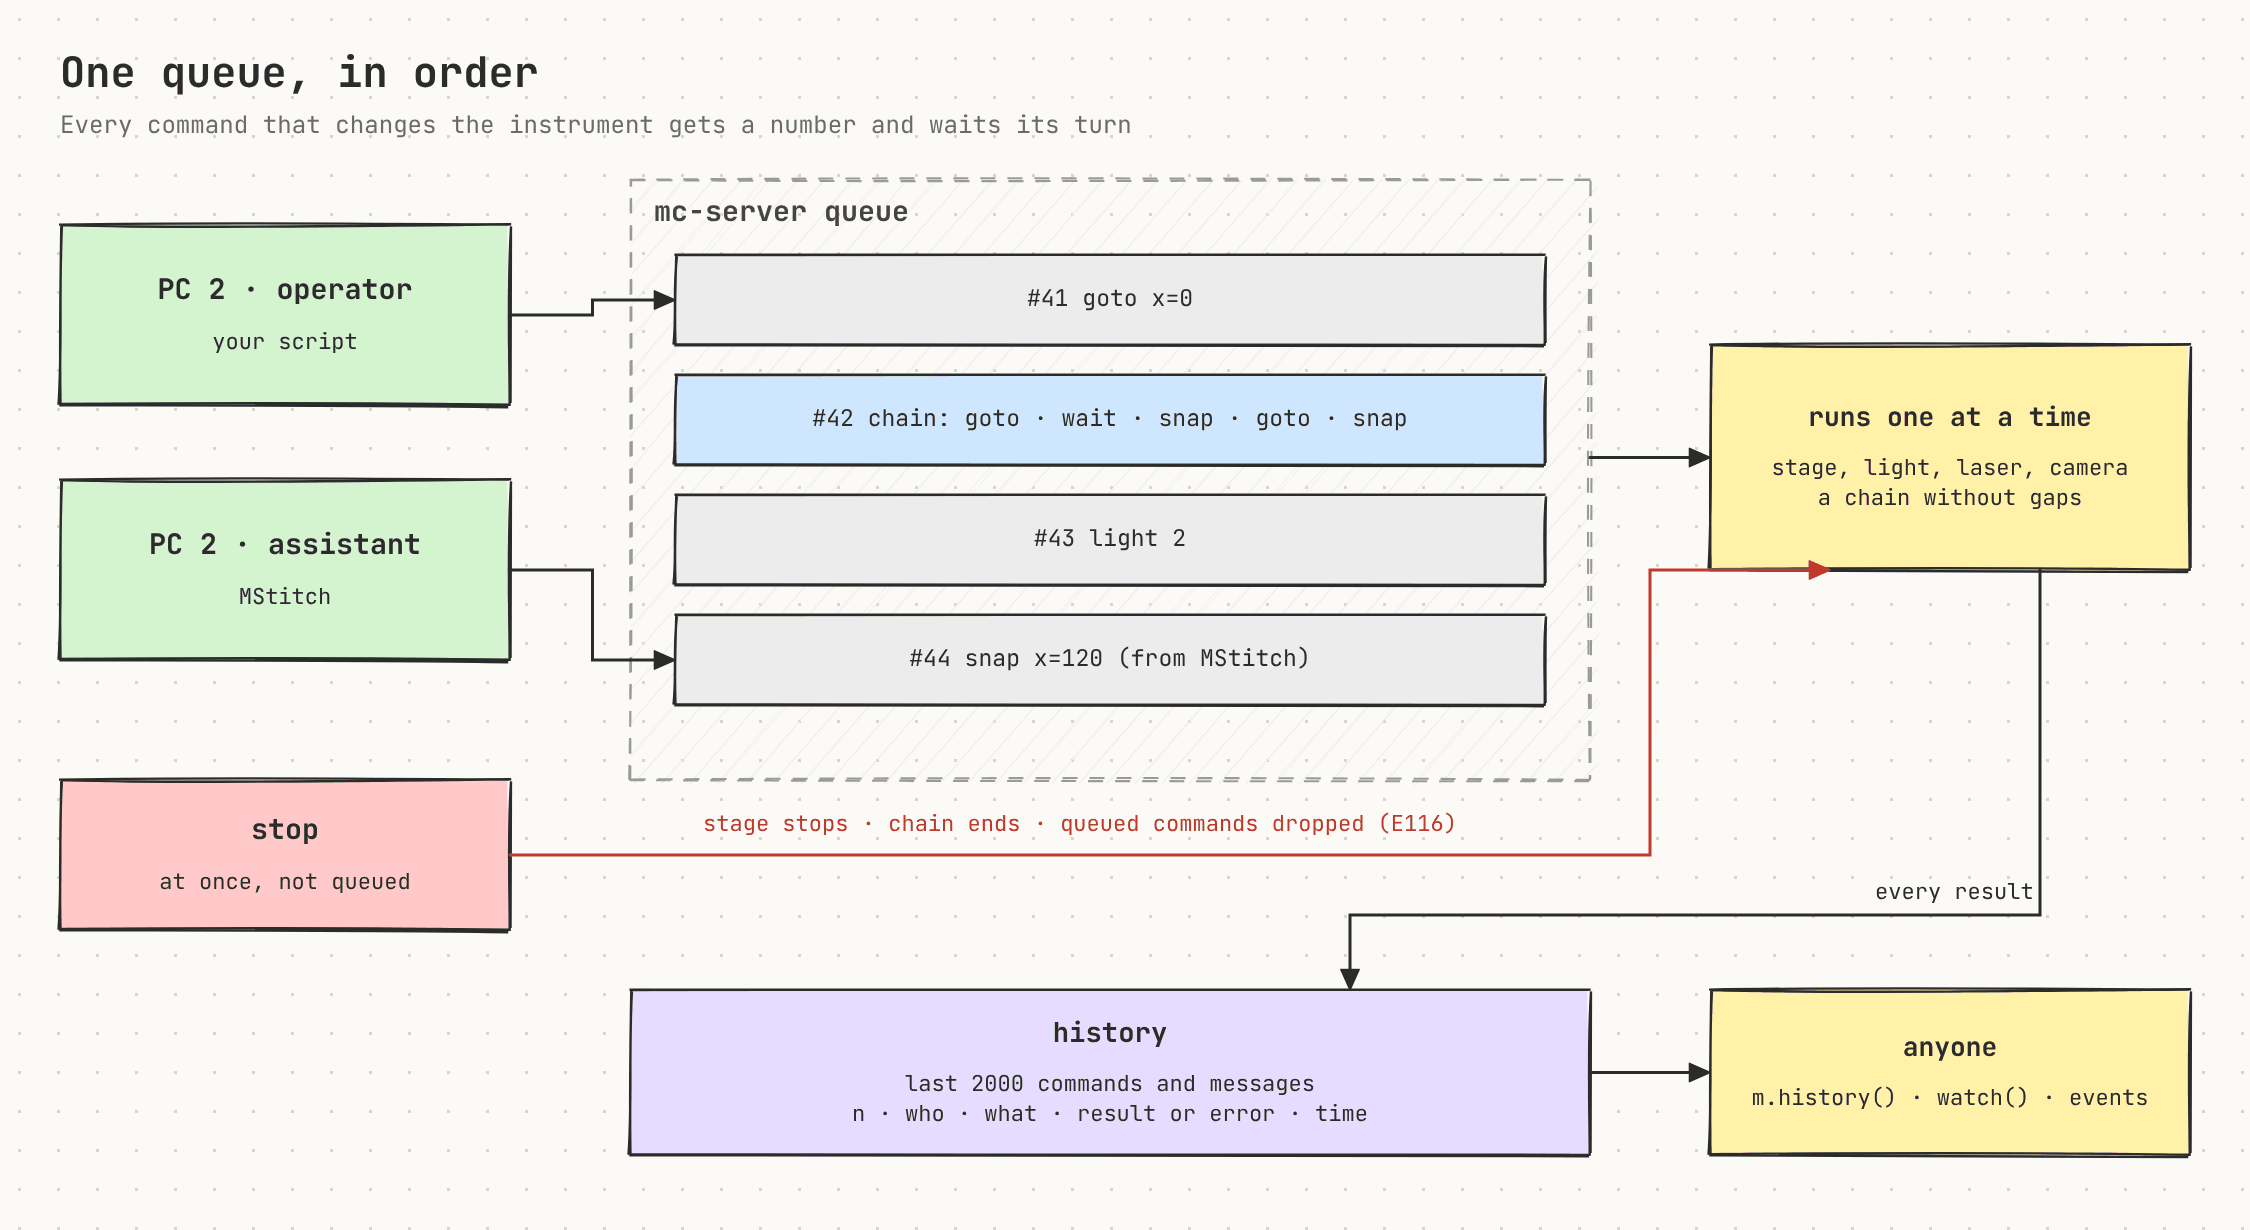 One queue, in order
Every command that changes the instrument gets a number and waits its turn
mc-server queue
PC 2 · operator
your script
#41 goto x=0
#42 chain: goto · wait · snap · goto · snap
runs one at a time
stage, light, laser, camera
a chain without gaps
PC 2 · assistant
MStitch
#43 light 2
#44 snap x=120 (from MStitch)
stop
at once, not queued
stage stops · chain ends · queued commands dropped (E116)
every result
history
last 2000 commands and messages
n · who · what · result or error · time
anyone
m.history() · watch() · events